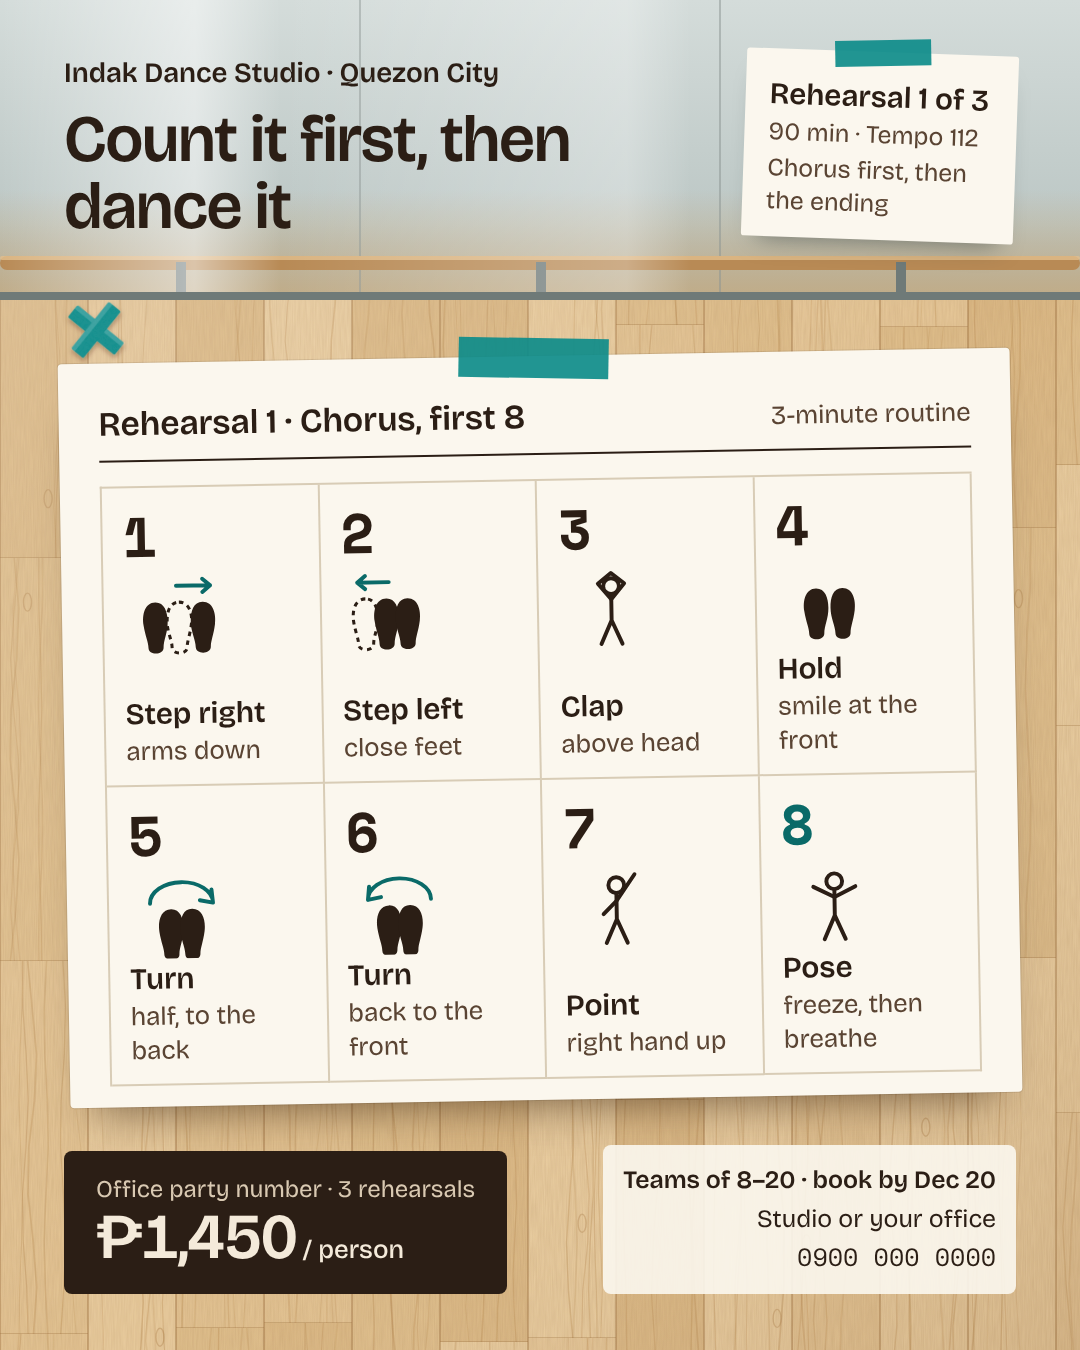 Indak Dance Studio · Quezon City
Count it first, then
dance it
Rehearsal 1 of 3
90 min · Tempo 112
Chorus first, then
the ending
Rehearsal 1 · Chorus, first 8
3-minute routine
1
Step right
arms down
2
Step left
close feet
3
Clap
above head
4
Hold
smile at the
front
5
Turn
half, to the
back
6
Turn
back to the
front
7
Point
right hand up
8
Pose
freeze, then
breathe
Office party number · 3 rehearsals
₱1,450 / person
Teams of 8–20 · book by Dec 20
Studio or your office
0900 000 0000